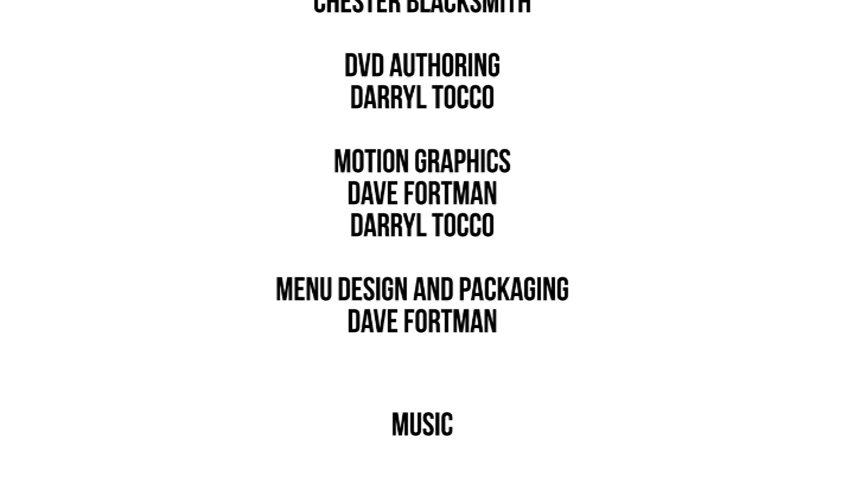 CHESTER BLACKSMITH
DVD AUTHORING
DARRYL TOCCO
MOTION GRAPHICS
DAVE FORTMAN
DARRYL TOCCO
MENU DESIGN AND PACKAGING
DAVE FORTMAN
MUSIC